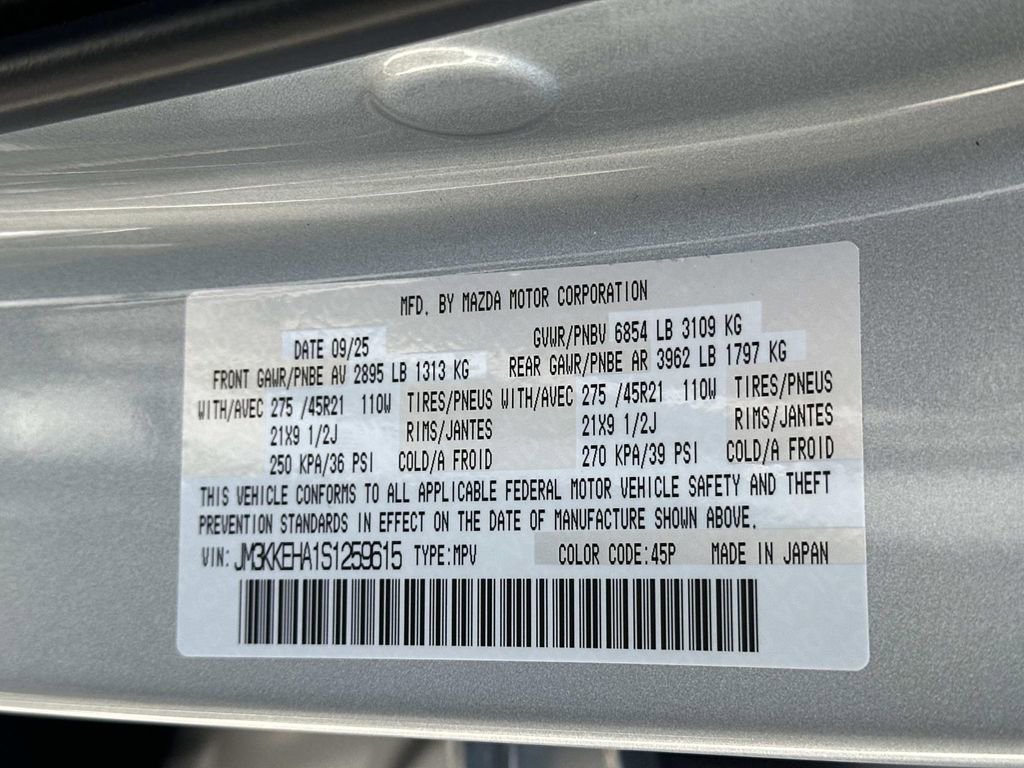 MFD. BY MAZDA MOTOR CORPORATION
DATE 09/25 GVWR/PNBV 6854 LB 3109 KG
FRONT GAWR/PNBE AV 2895 LB 1313 KG REAR GAWR/PNBE AR 3962 LB 1797 KG
WITH/AVEC 275 /45R21 110W TIRES/PNEUS WITH/AVEC 275 /45R21 110W TIRES/PNEUS
21X9 1/2J RIMS/JANTES 21X9 1/2J RIMS/JANTES
250 KPA/36 PSI COLD/A FROID 270 KPA/39 PSI COLD/A FROID
THIS VEHICLE CONFORMS TO ALL APPLICABLE FEDERAL MOTOR VEHICLE SAFETY AND THEFT
PREVENTION STANDARDS IN EFFECT ON THE DATE OF MANUFACTURE SHOWN ABOVE.
VIN: JM3KKEHA1S1259615 TYPE:MPV COLOR CODE:45P MADE IN JAPAN